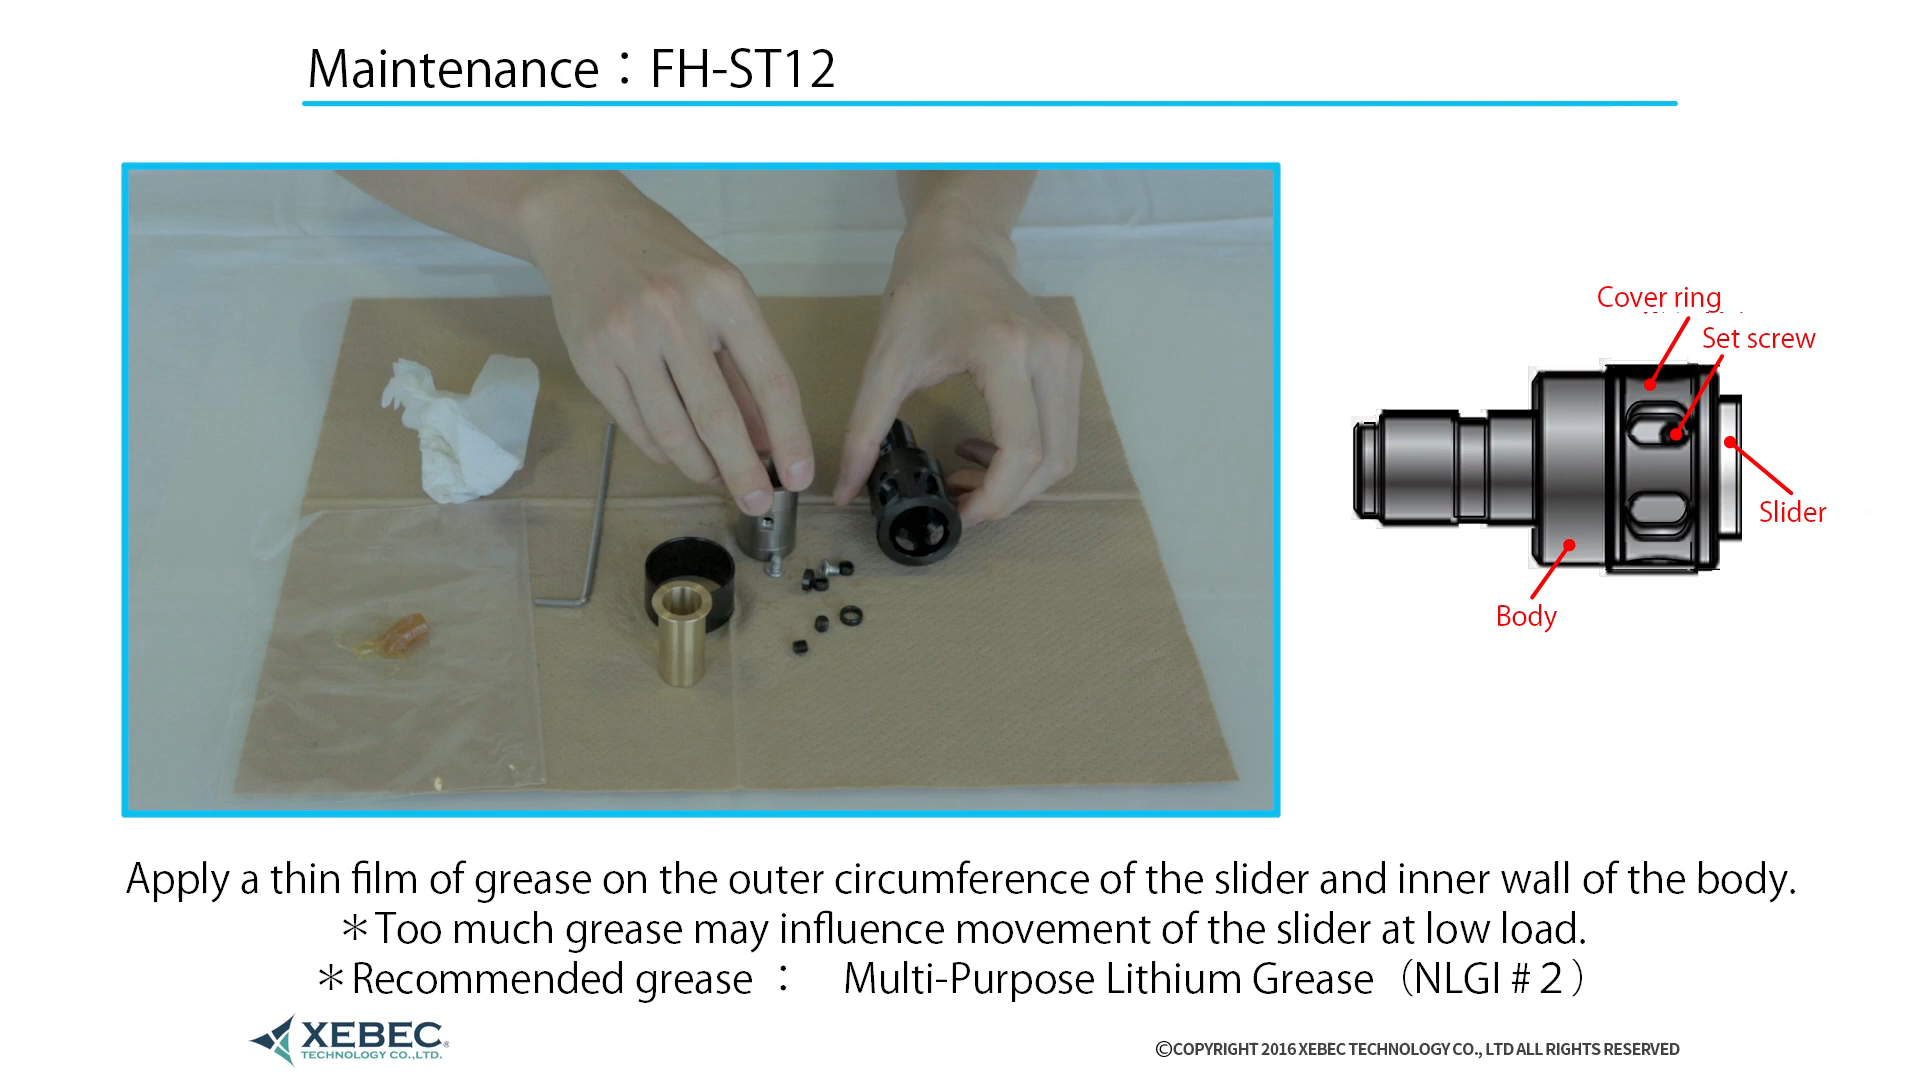 Maintenance：FH-ST12
Cover ring
Set screw
Slider
Body
Apply a thin film of grease on the outer circumference of the slider and inner wall of the body.
＊Too much grease may influence movement of the slider at low load.
＊Recommended grease ： Multi-Purpose Lithium Grease（NLGI＃２）
XEBEC®
TECHNOLOGY CO.,LTD.
©COPYRIGHT 2016 XEBEC TECHNOLOGY CO., LTD ALL RIGHTS RESERVED